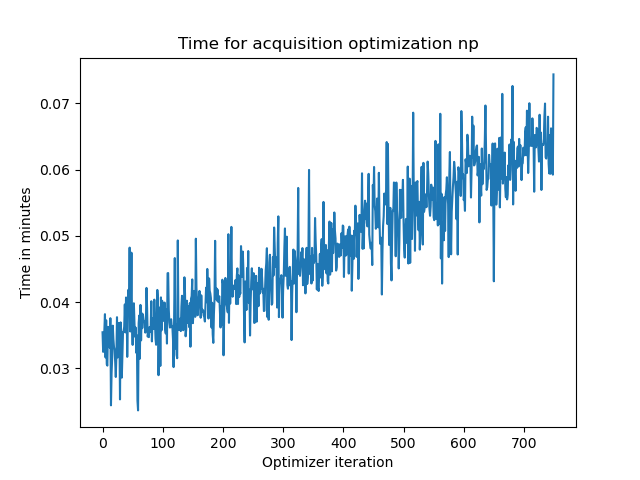 Time for acquisition optimization np
Time in minutes
0.07
0.06
0.05
0.04
0.03
0 100 200 300 400 500 600 700
Optimizer iteration